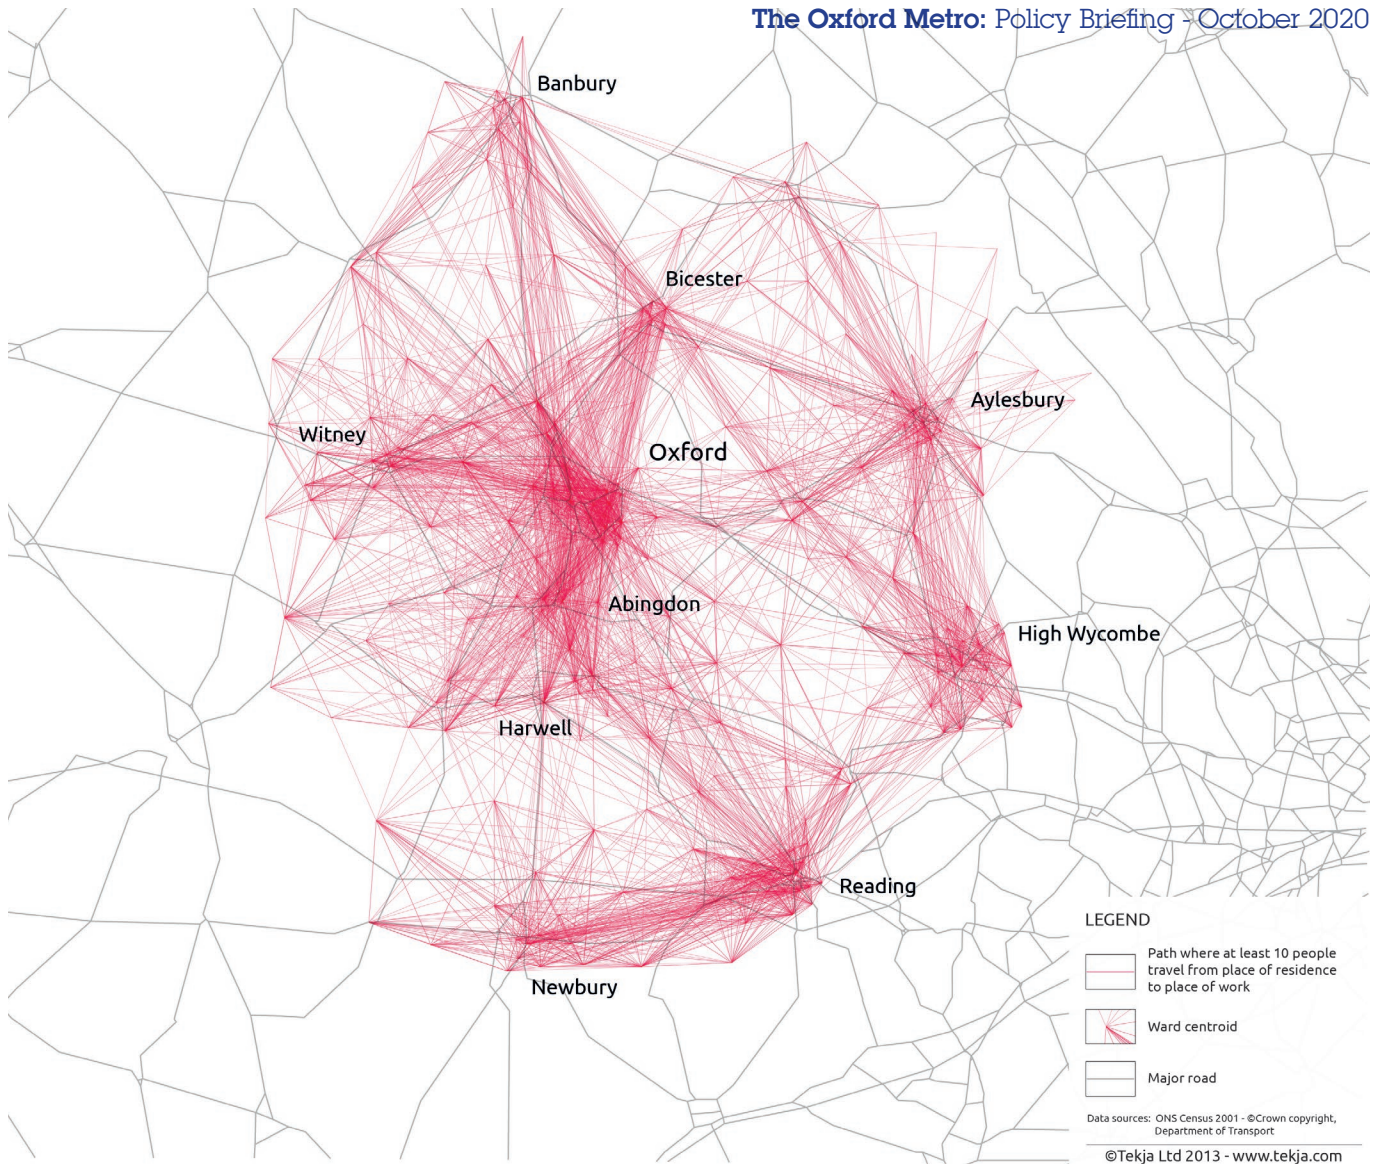 The Oxford Metro: Policy Briefing - October 2020
Banbury
Bicester
Aylesbury
Witney
Oxford
Abingdon
High Wycombe
Harwell
Reading
Newbury
LEGEND
Path where at least 10 people
travel from place of residence
to place of work
Ward centroid
Major road
Data sources: ONS Census 2001 - ©Crown copyright,
Department of Transport
©Tekja Ltd 2013 - www.tekja.com